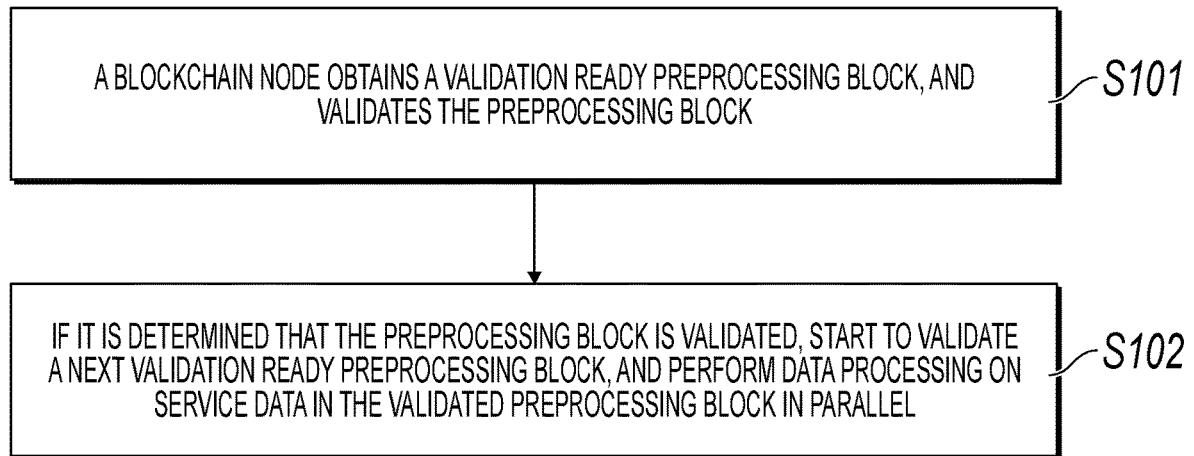 A BLOCKCHAIN NODE OBTAINS A VALIDATION READY PREPROCESSING BLOCK, AND
VALIDATES THE PREPROCESSING BLOCK
S101
IF IT IS DETERMINED THAT THE PREPROCESSING BLOCK IS VALIDATED, START TO VALIDATE
A NEXT VALIDATION READY PREPROCESSING BLOCK, AND PERFORM DATA PROCESSING ON
SERVICE DATA IN THE VALIDATED PREPROCESSING BLOCK IN PARALLEL
S102